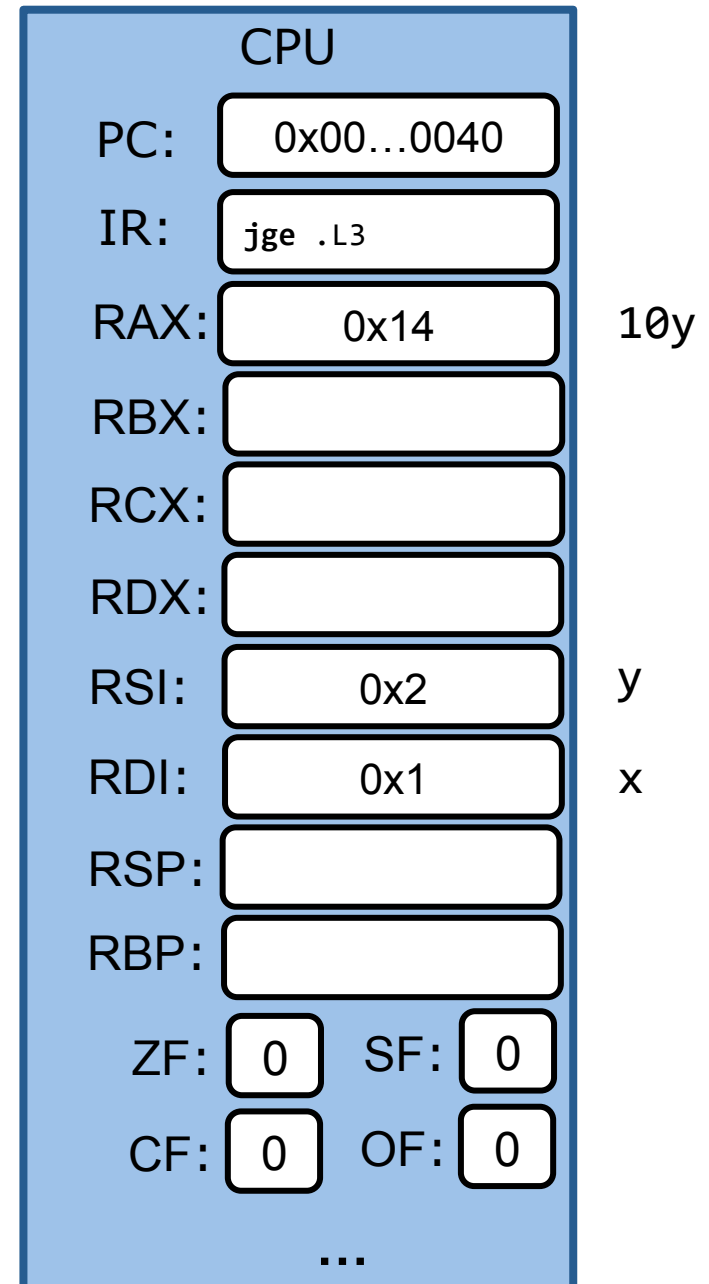 CPU
PC: 0x00...0040
IR: jge .L3
RAX: 0x14 10y
RBX:
RCX:
RDX:
RSI: 0x2 y
RDI: 0x1 x
RSP:
RBP:
ZF: 0 SF: 0
CF: 0 OF: 0
...